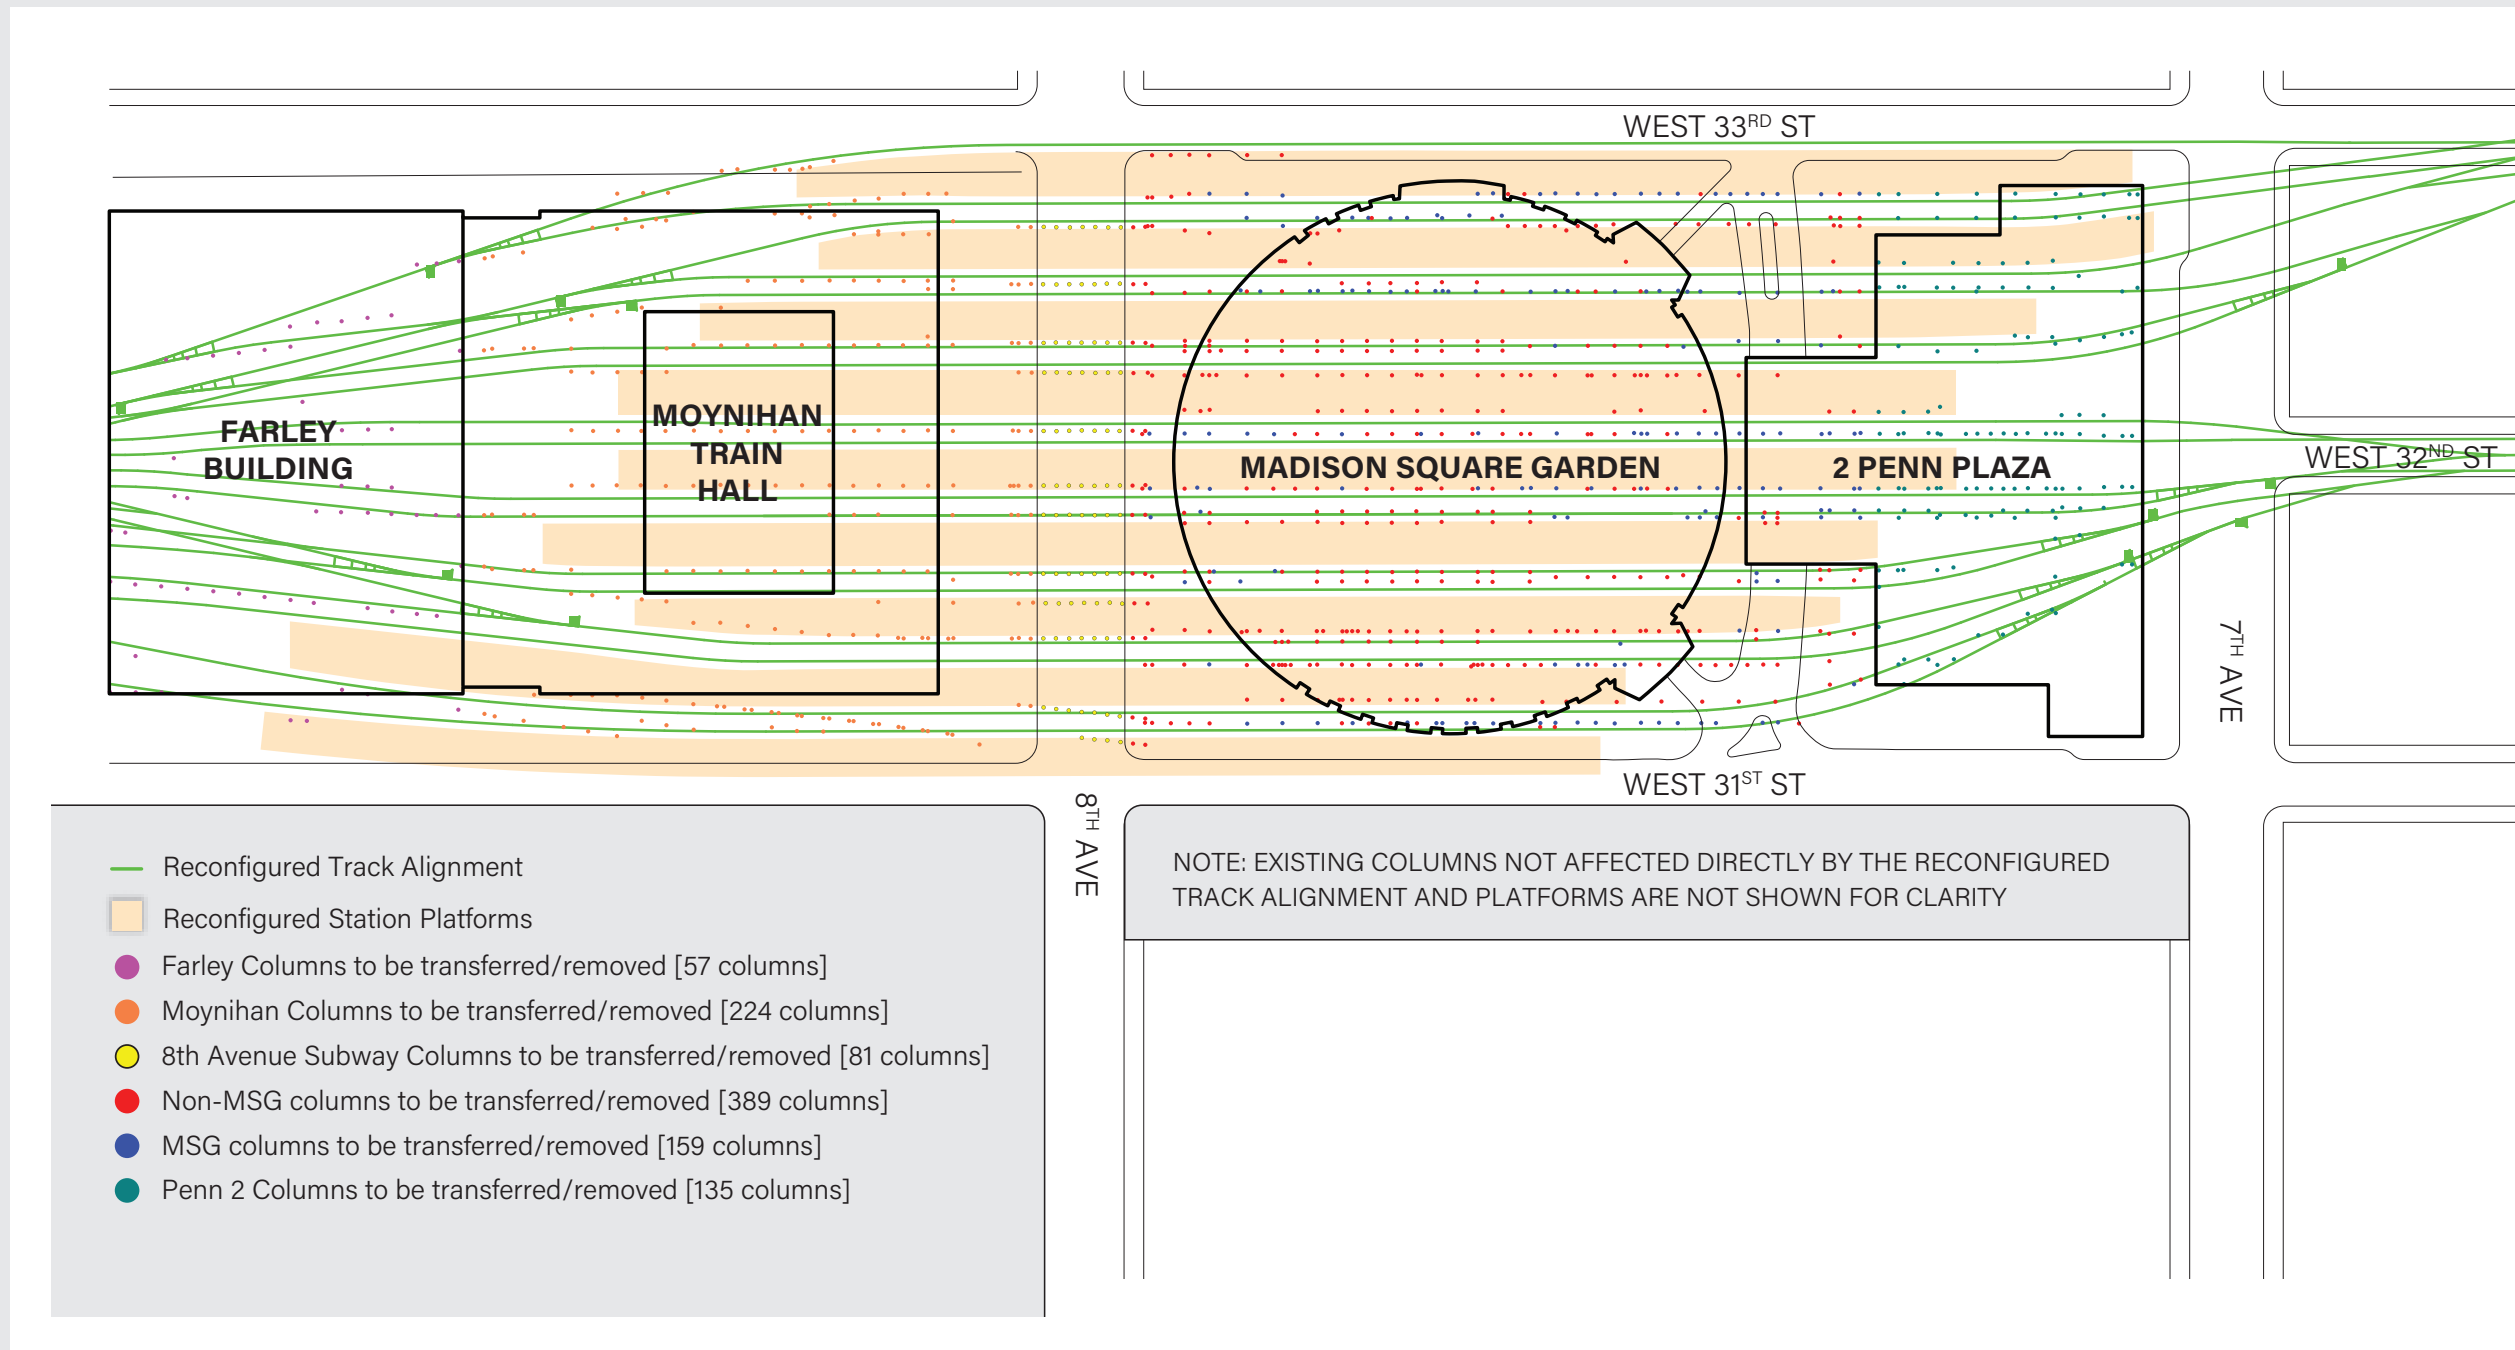 WEST 33RD ST
FARLEY
BUILDING
MOYNIHAN
TRAIN
HALL
MADISON SQUARE GARDEN
2 PENN PLAZA
WEST 32ND ST
7TH AVE
WEST 31ST ST
8TH AVE
Reconfigured Track Alignment
Reconfigured Station Platforms
Farley Columns to be transferred/removed [57 columns]
Moynihan Columns to be transferred/removed [224 columns]
8th Avenue Subway Columns to be transferred/removed [81 columns]
Non-MSG columns to be transferred/removed [389 columns]
MSG columns to be transferred/removed [159 columns]
Penn 2 Columns to be transferred/removed [135 columns]
NOTE: EXISTING COLUMNS NOT AFFECTED DIRECTLY BY THE RECONFIGURED
TRACK ALIGNMENT AND PLATFORMS ARE NOT SHOWN FOR CLARITY